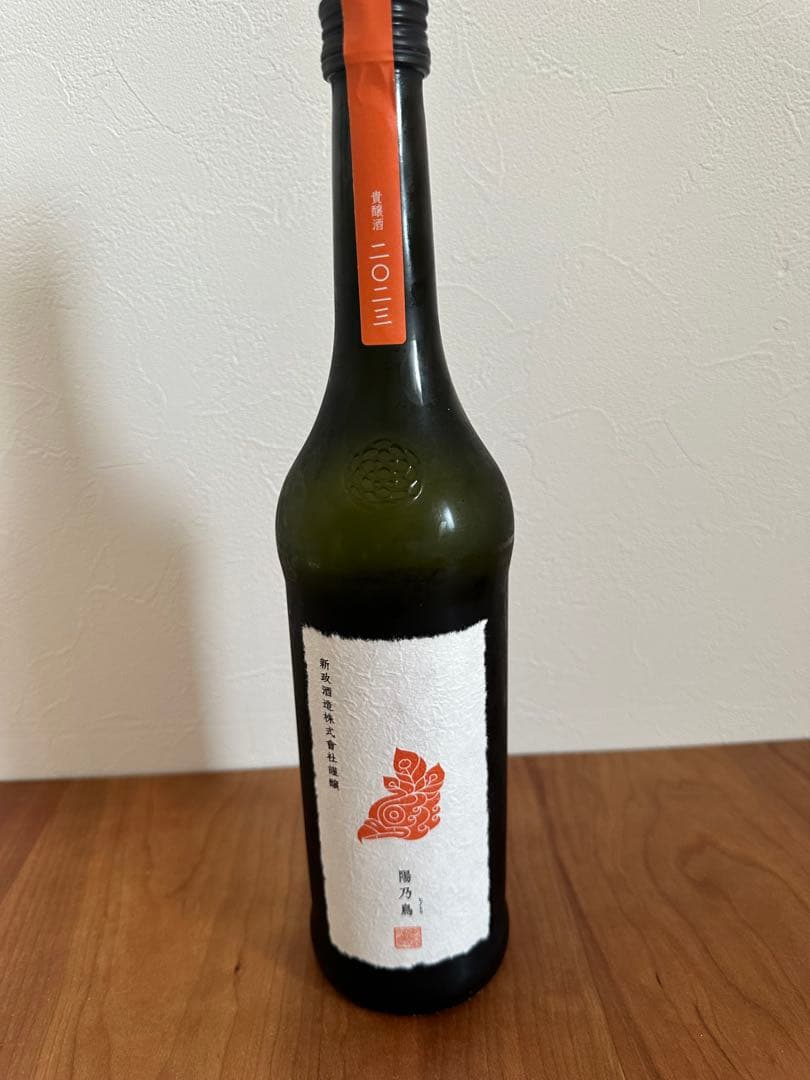 貴醸酒 二〇二三
新政酒造株式會社謹醸
陽乃鳥